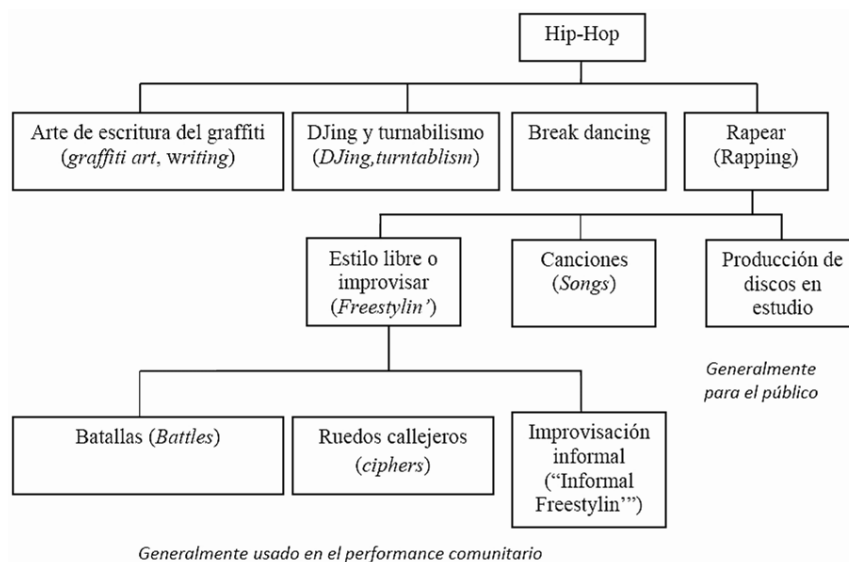 Hip-Hop
Arte de escritura del graffiti
(graffiti art, writing)
DJing y turnabilismo
(DJing,turntablism)
Break dancing
Rapear
(Rapping)
Estilo libre o
improvisar
(Freestylin’)
Canciones
(Songs)
Producción de
discos en
estudio
Generalmente
para el público
Batallas (Battles)
Ruedos callejeros
(ciphers)
Improvisación
informal
(“Informal
Freestylin’”)
Generalmente usado en el performance comunitario